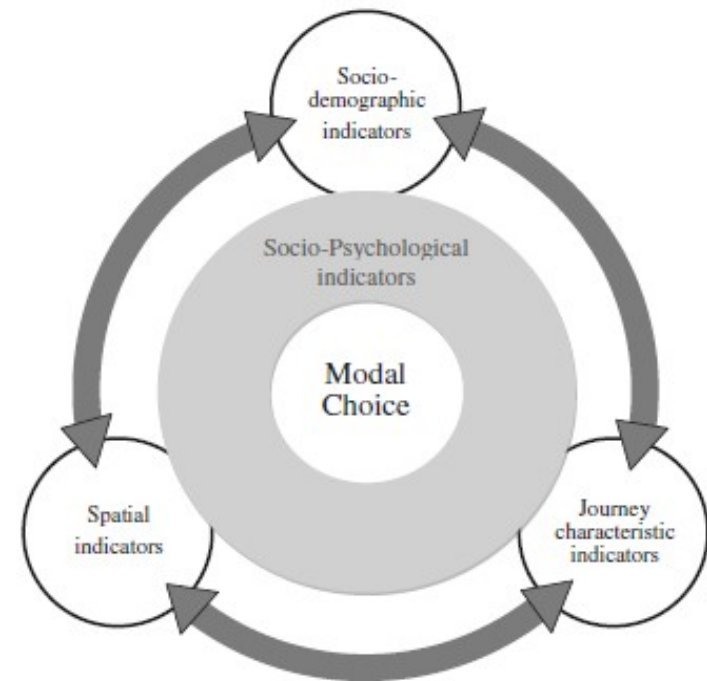 Socio-
demographic
indicators
Socio-Psychological
indicators
Modal
Choice
Spatial
indicators
Journey
characteristic
indicators